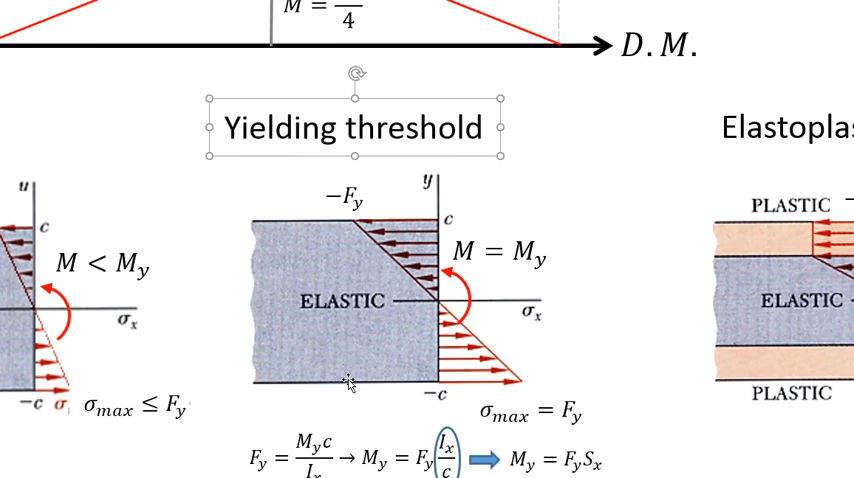 M = 
4
D.M.
Yielding threshold
Elastoplas
u
c
M < M_y
σ_x
-c σ
σ_max ≤ F_y
-F_y
y
c
M = M_y
ELASTIC
σ_x
-c
σ_max = F_y
F_y = M_y c / I_x → M_y = F_y I_x / c
M_y = F_y S_x
PLASTIC
ELASTIC
PLASTIC